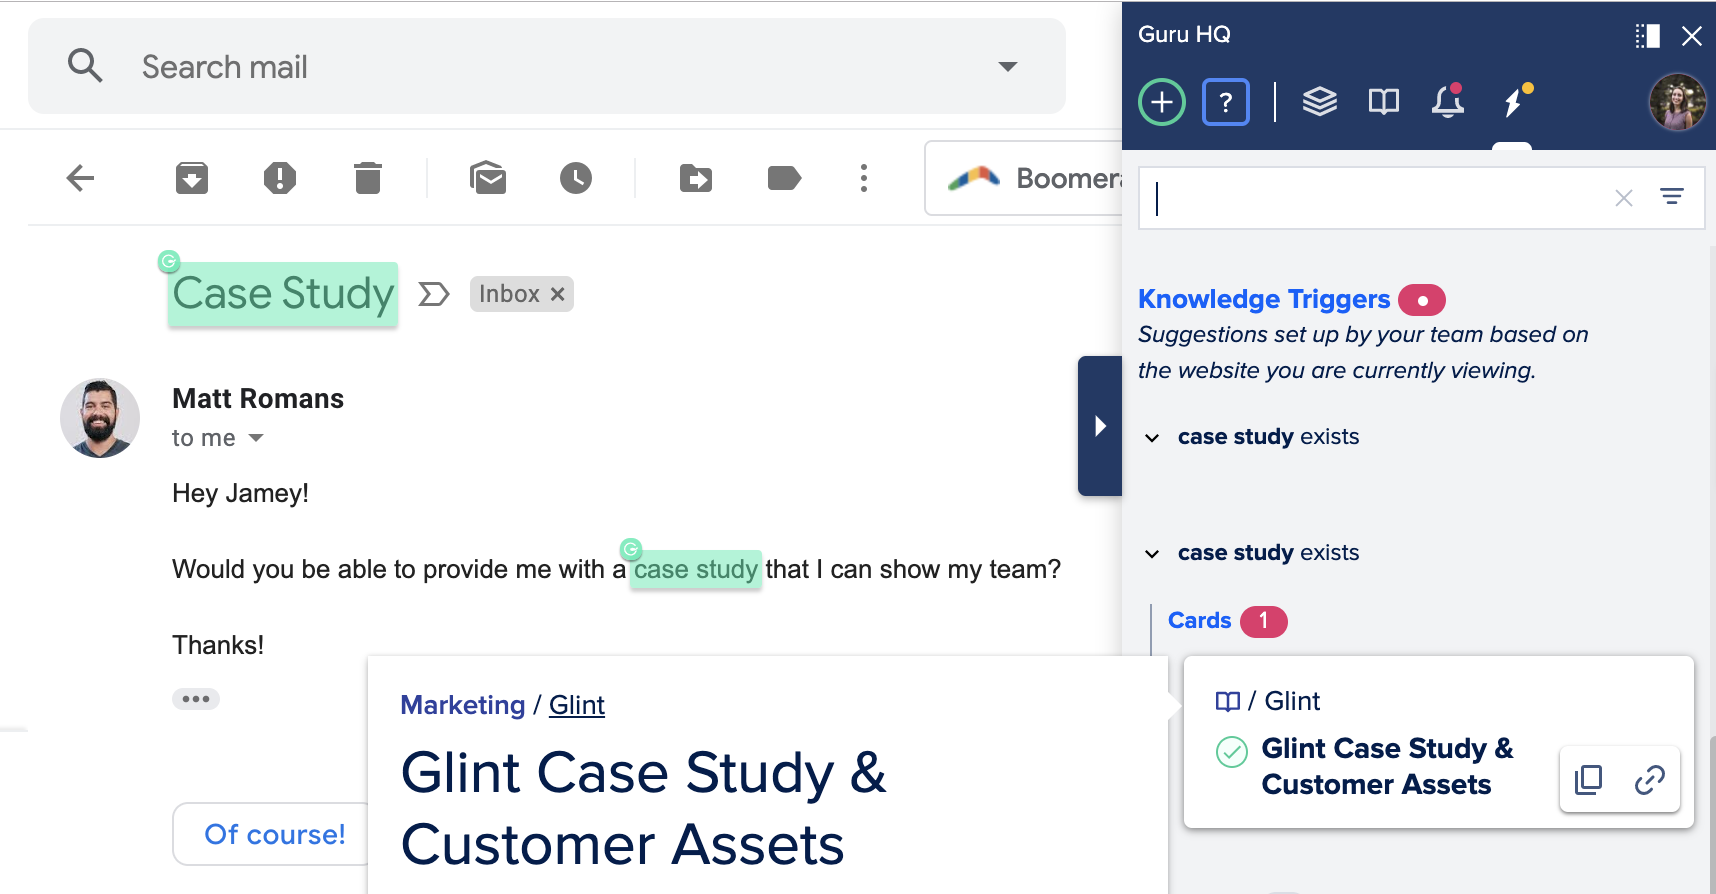 Search mail
Boomera
Case Study
Inbox
Matt Romans
to me
Hey Jamey!
Would you be able to provide me with a case study that I can show my team?
Thanks!
Of course!
Marketing / Glint
Glint Case Study &
Customer Assets
Guru HQ
?
Knowledge Triggers
Suggestions set up by your team based on
the website you are currently viewing.
case study exists
case study exists
Cards 1
/ Glint
Glint Case Study &
Customer Assets